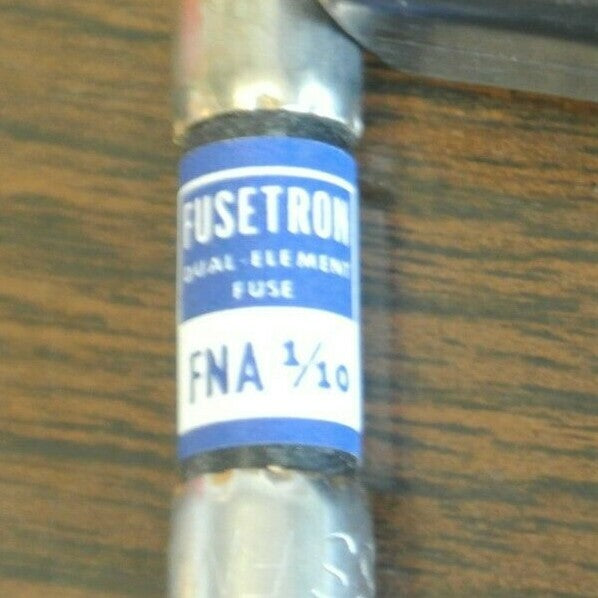 FUSETRON
DUAL-ELEMENT
FUSE
FNA 1/10